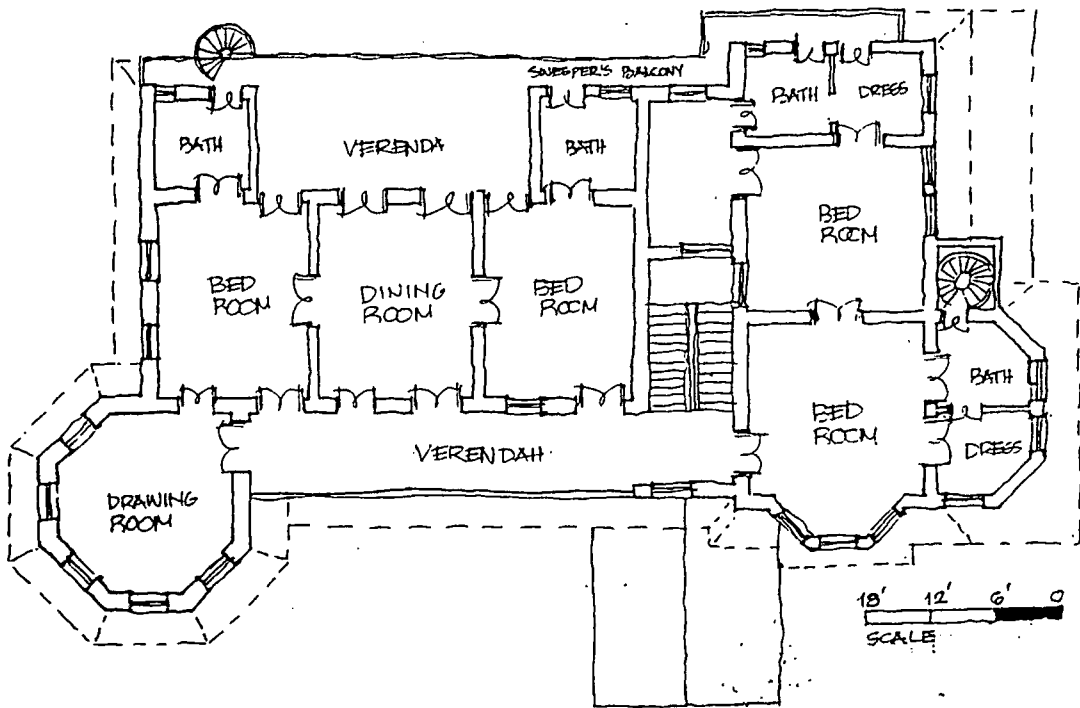 SWEEPER'S BALCONY
BATH
DRESS
BATH
VERENDA
BATH
BED
ROOM
BED
ROOM
DINING
ROOM
BED
ROOM
BATH
BED
ROOM
DRESS
VERENDAH
DRAWING
ROOM
18' 12' 6' 0
SCALE